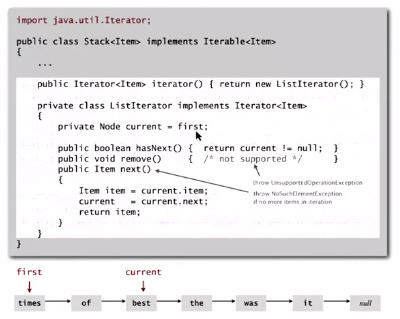 import java.util.Iterator;
public class Stack<Item> implements Iterable<Item>
{
...
public Iterator<Item> iterator() { return new ListIterator(); }
private class ListIterator implements Iterator<Item>
{
private Node current = first;
public boolean hasNext() { return current != null; }
public void remove() { /* not supported */ }
public Item next()
{
throw UnsupportedOperationException
throw NoSuchElementException
if no more items in iteration
Item item = current.item;
current = current.next;
return item;
}
}
}
first current
times of best the was it null